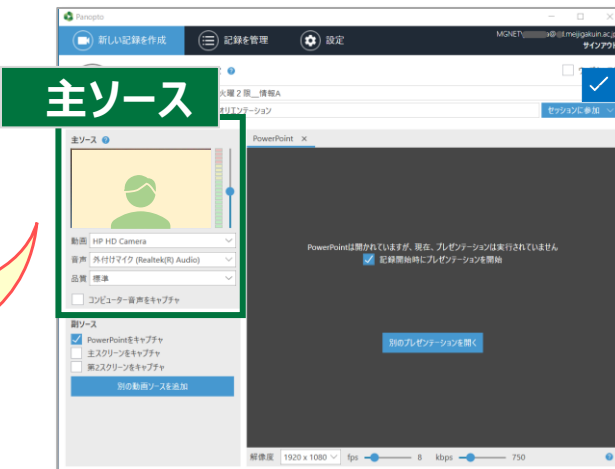 Panopto
新しい記録を作成
記録を管理
設定
MGNET\
meijigakuin.ac.jp
サインアウト
火曜2限__情報A
オリエンテーション
セッションに参加
主ソース
主ソース
PowerPoint ×
動画 HP HD Camera
音声 外付けマイク (Realtek(R) Audio)
品質 標準
コンピューター音声をキャプチャ
PowerPointは開かれていますが、現在、プレゼンテーションは実行されていません
記録開始時にプレゼンテーションを開始
別のプレゼンテーションを開く
副ソース
PowerPointをキャプチャ
主スクリーンをキャプチャ
第2スクリーンをキャプチャ
別の動画ソースを追加
解像度 1920 x 1080 fps 8 kbps 750